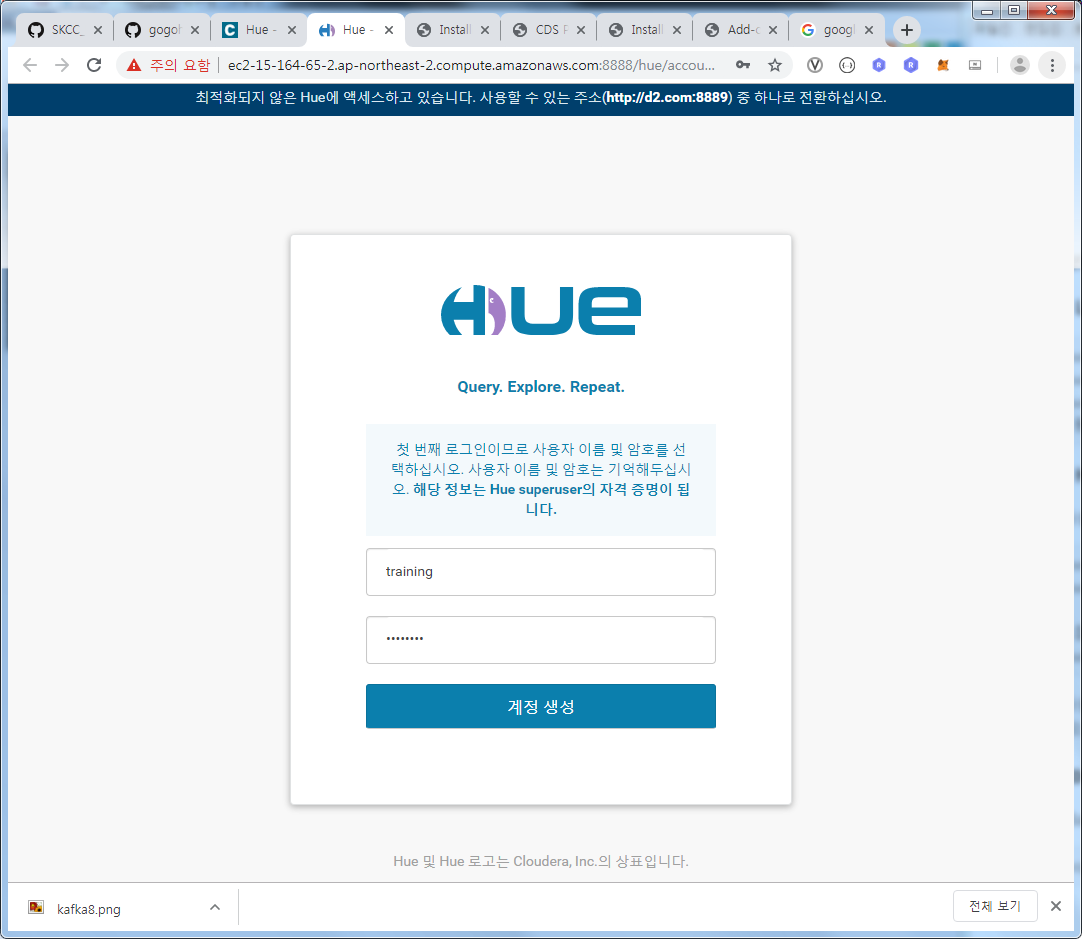 SKCC_
gogoh
Hue -
Hue -
Install
CDS P
Install
Add-o
googl
주의 요함
ec2-15-164-65-2.ap-northeast-2.compute.amazonaws.com:8888/hue/accou...
최적화되지 않은 Hue에 액세스하고 있습니다. 사용할 수 있는 주소(http://d2.com:8889) 중 하나로 전환하십시오.
HUE
Query. Explore. Repeat.
첫 번째 로그인이므로 사용자 이름 및 암호를 선
택하십시오. 사용자 이름 및 암호는 기억해두십시
오. 해당 정보는 Hue superuser의 자격 증명이 됩
니다.
training
••••••••
계정 생성
Hue 및 Hue 로고는 Cloudera, Inc.의 상표입니다.
kafka8.png
전체 보기